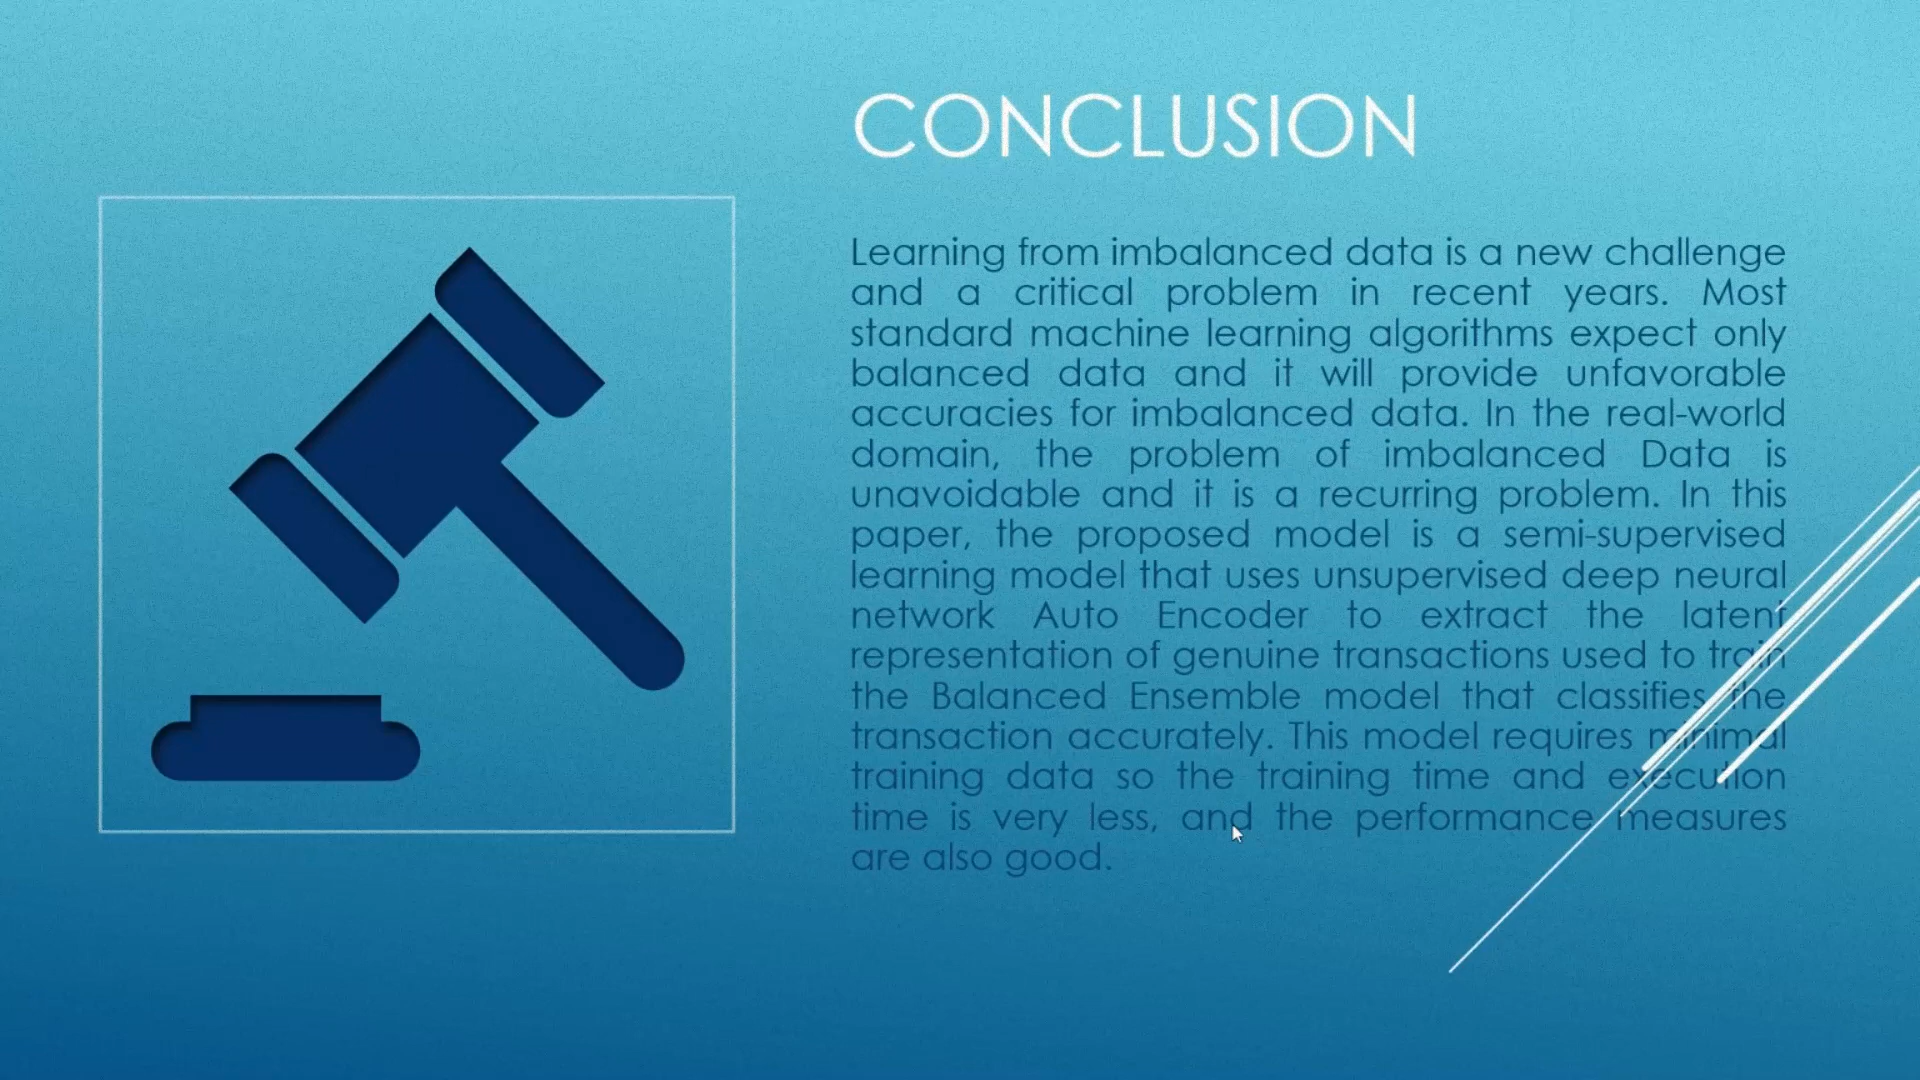 CONCLUSION
Learning from imbalanced data is a new challenge
and a critical problem in recent years. Most
standard machine learning algorithms expect only
balanced data and it will provide unfavorable
accuracies for imbalanced data. In the real-world
domain, the problem of imbalanced Data is
unavoidable and it is a recurring problem. In this
paper, the proposed model is a semi-supervised
learning model that uses unsupervised deep neural
network Auto Encoder to extract the latent
representation of genuine transactions used to train
the Balanced Ensemble model that classifies the
transaction accurately. This model requires minimal
training data so the training time and execution
time is very less, and the performance measures
are also good.